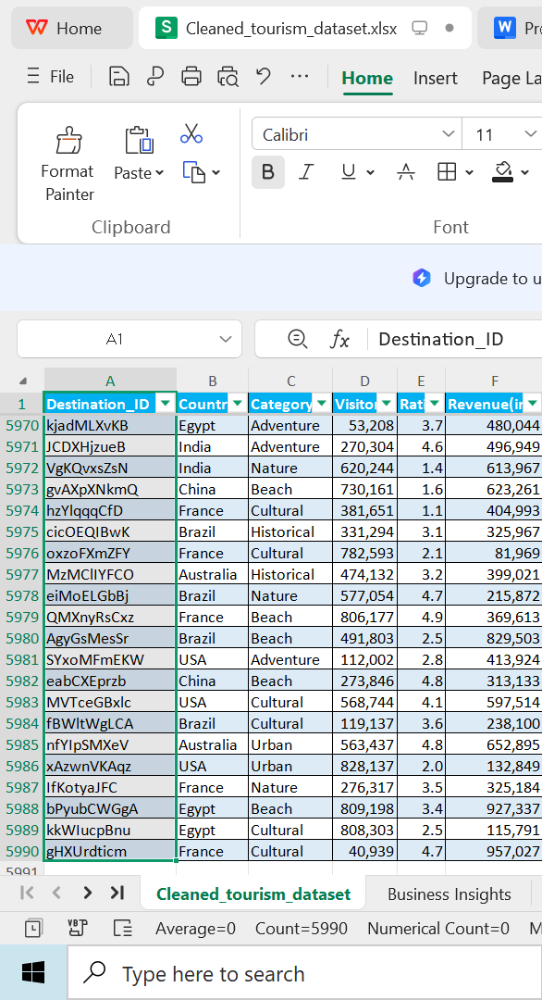 Home Cleaned_tourism_dataset.xlsx
File Home Insert Page La
Format Painter Paste Calibri 11
B I U A
Clipboard Font
Upgrade to u
A1 fx Destination_ID
A B C D E F
1 Destination_ID Countr Category Visitor Rati Revenue(in
5970 kjadMLXvKB Egypt Adventure 53,208 3.7 480,044
5971 JCDXHjzueB India Adventure 270,304 4.6 496,949
5972 VgKQvxsZsN India Nature 620,244 1.4 613,967
5973 gvAXpXNkmQ China Beach 730,161 1.6 623,261
5974 hzYlqqqCfD France Cultural 381,651 1.1 404,993
5975 cicOEQIBwK Brazil Historical 331,294 3.1 325,967
5976 oxzoFXmZFY France Cultural 782,593 2.1 81,969
5977 MzMClIYFCO Australia Historical 474,132 3.2 399,021
5978 eiMoELGbBj Brazil Nature 577,054 4.7 215,872
5979 QMXnyRsCxz France Beach 806,177 4.9 369,613
5980 AgyGsMesSr Brazil Beach 491,803 2.5 829,503
5981 SYxoMFmEKW USA Adventure 112,002 2.8 413,924
5982 eabCXEprzb China Beach 273,846 4.8 313,133
5983 MVTceGBxlc USA Cultural 568,744 4.1 597,514
5984 fBWltWgLCA Brazil Cultural 119,137 3.6 238,100
5985 nfYIpSMXeV Australia Urban 563,437 4.8 652,895
5986 xAzwnVKAqz USA Urban 828,137 2.0 132,849
5987 IfKotyaJFC France Nature 276,317 3.5 325,184
5988 bPyubCWGgA Egypt Beach 809,198 3.4 927,337
5989 kkWIucpBnu Egypt Cultural 808,303 2.5 115,791
5990 gHXUrdticm France Cultural 40,939 4.7 957,027
5991
Cleaned_tourism_dataset Business Insights
Average=0 Count=5990 Numerical Count=0 M
Type here to search